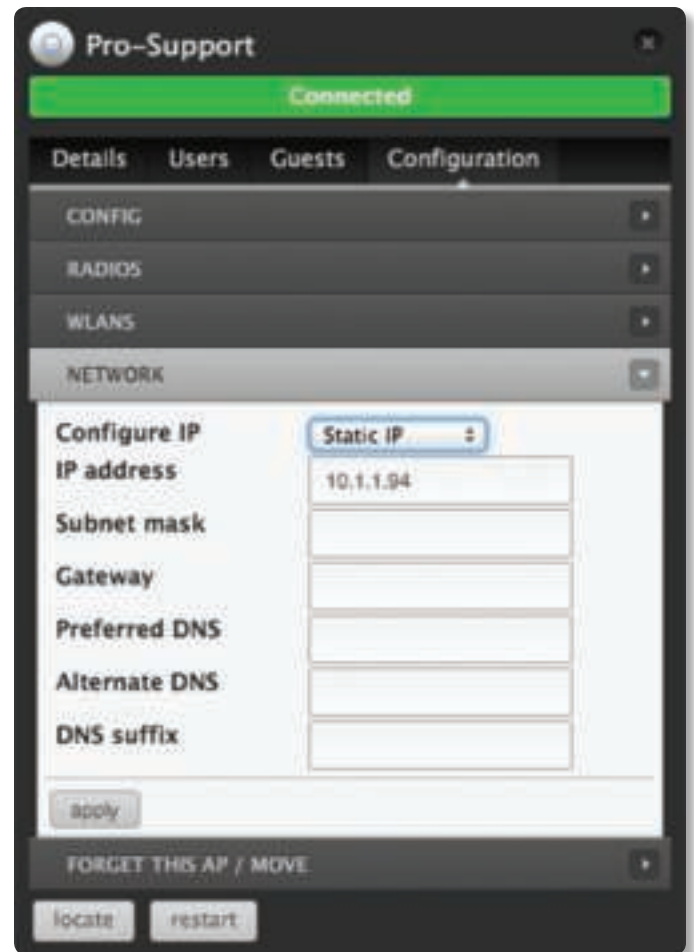 Pro-Support
Connected
Details Users Guests Configuration
CONFIG
RADIOS
WLANS
NETWORK
Configure IP Static IP
IP address 10.1.1.94
Subnet mask
Gateway
Preferred DNS
Alternate DNS
DNS suffix
apply
FORGET THIS AP / MOVE
locate restart